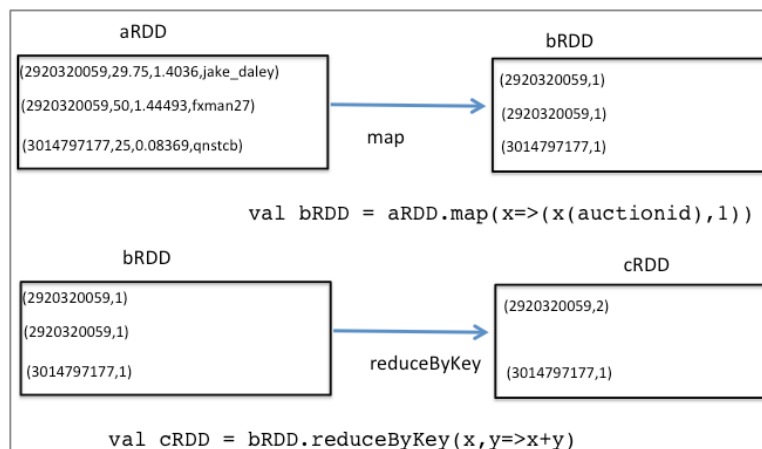 aRDD
bRDD
(2920320059,29.75,1.4036,jake_daley)
(2920320059,50,1.44493,fxman27)
(3014797177,25,0.08369,qnstcb)
map
(2920320059,1)
(2920320059,1)
(3014797177,1)
val bRDD = aRDD.map(x=>(x(auctionid),1))
bRDD
cRDD
(2920320059,1)
(2920320059,1)
(3014797177,1)
reduceByKey
(2920320059,2)
(3014797177,1)
val cRDD = bRDD.reduceByKey(x,y=>x+y)